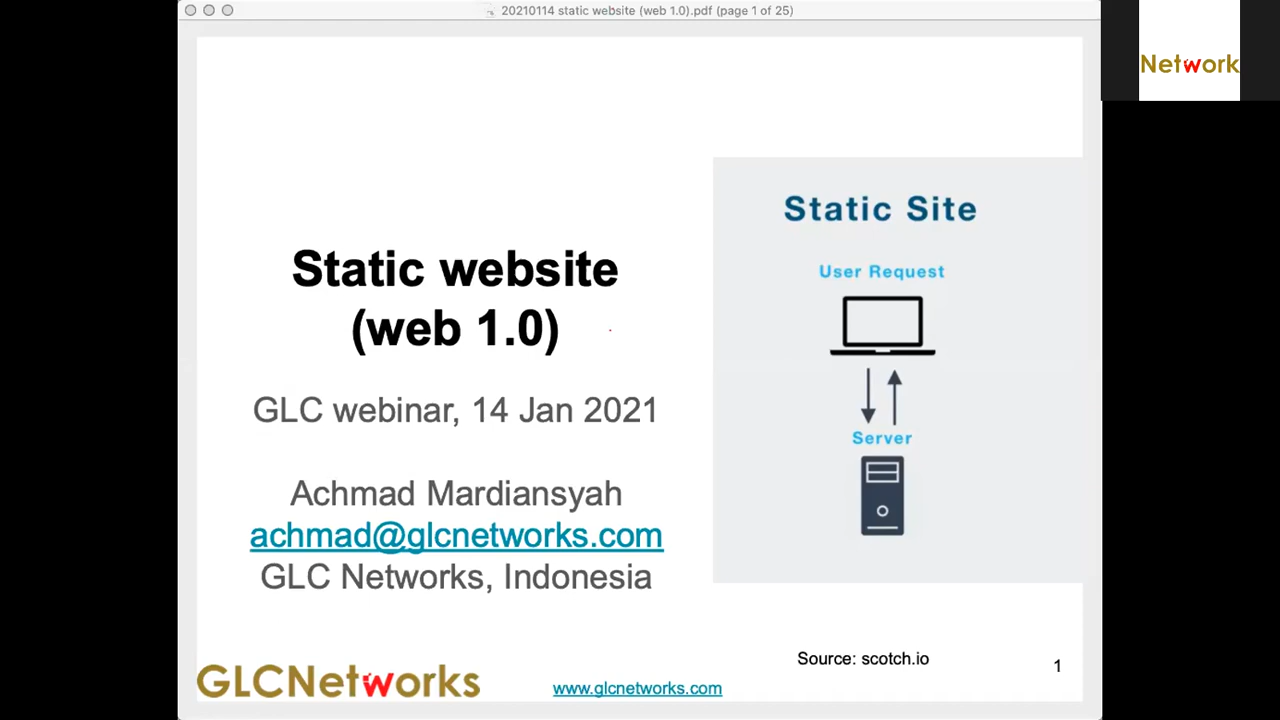 20210114 static website (web 1.0).pdf (page 1 of 25)
Network
Static website
(web 1.0)
GLC webinar, 14 Jan 2021
Achmad Mardiansyah
achmad@glcnetworks.com
GLC Networks, Indonesia
Static Site
User Request
Server
Source: scotch.io
1
GLCNetworks
www.glcnetworks.com